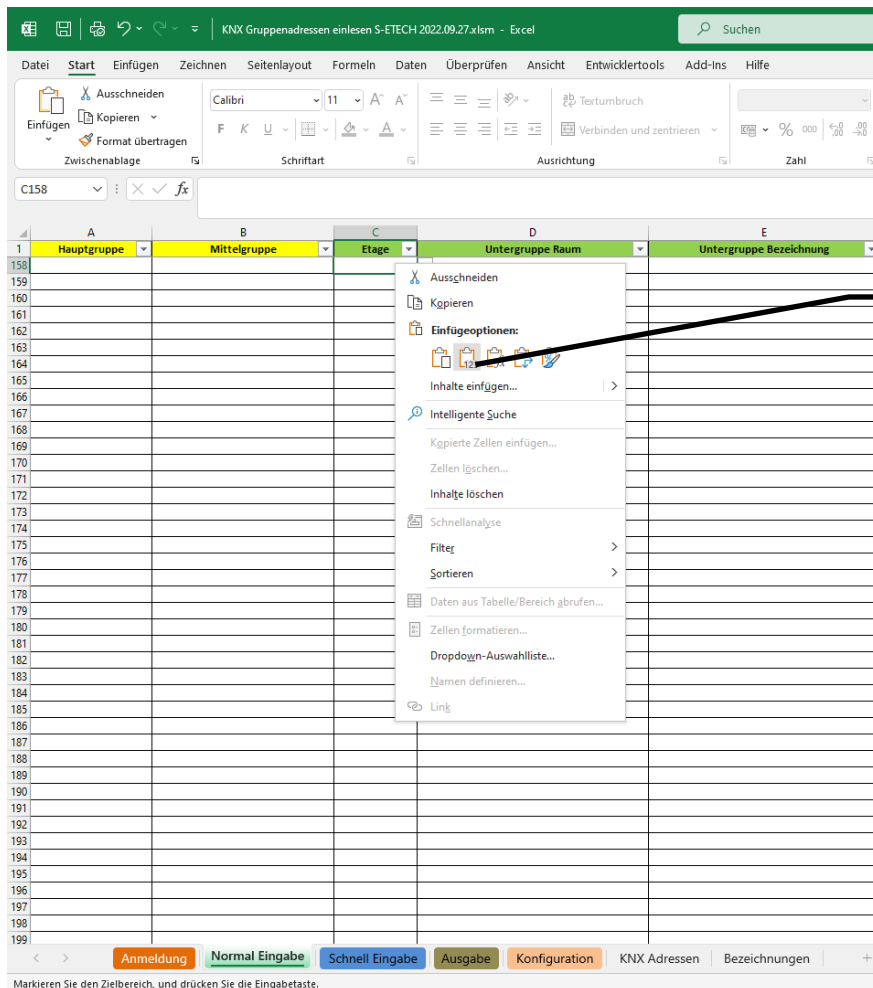 KNX Gruppenadressen einlesen S-ETECH 2022.09.27.xlsm - Excel
Suchen
Datei Start Einfügen Zeichnen Seitenlayout Formeln Daten Überprüfen Ansicht Entwicklertools Add-Ins Hilfe
Einfügen
Ausschneiden
Kopieren
Format übertragen
Zwischenablage
Calibri 11
F K U
Schriftart
Textumbruch
Verbinden und zentrieren
Ausrichtung
% 000
Zahl
C158
fx
A B C D E
1 Hauptgruppe Mittelgruppe Etage Untergruppe Raum Untergruppe Bezeichnung
158
159
160
161
162
163
164
165
166
167
168
169
170
171
172
173
174
175
176
177
178
179
180
181
182
183
184
185
186
187
188
189
190
191
192
193
194
195
196
197
198
199
Ausschneiden
Kopieren
Einfügeoptionen:
Inhalte einfügen...
Intelligente Suche
Kopierte Zellen einfügen...
Zellen löschen...
Inhalte löschen
Schnellanalyse
Filter
Sortieren
Daten aus Tabelle/Bereich abrufen...
Zellen formatieren...
Dropdown-Auswahlliste...
Namen definieren...
Link
Anmeldung Normal Eingabe Schnell Eingabe Ausgabe Konfiguration KNX Adressen Bezeichnungen
Markieren Sie den Zielbereich, und drücken Sie die Eingabetaste.